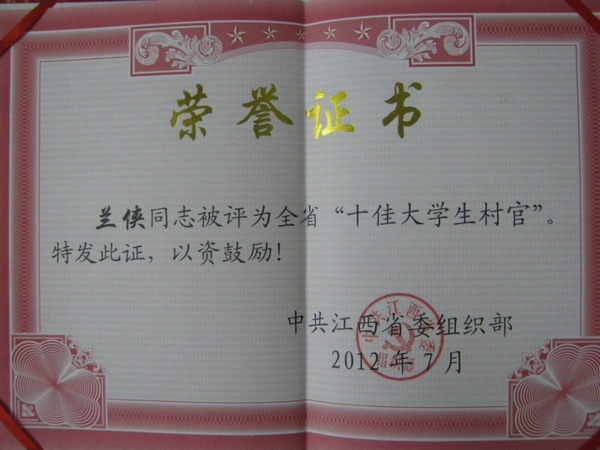 荣誉证书
兰侠同志被评为全省“十佳大学生村官”。
特发此证，以资鼓励！
中共江西省委组织部
2012年7月